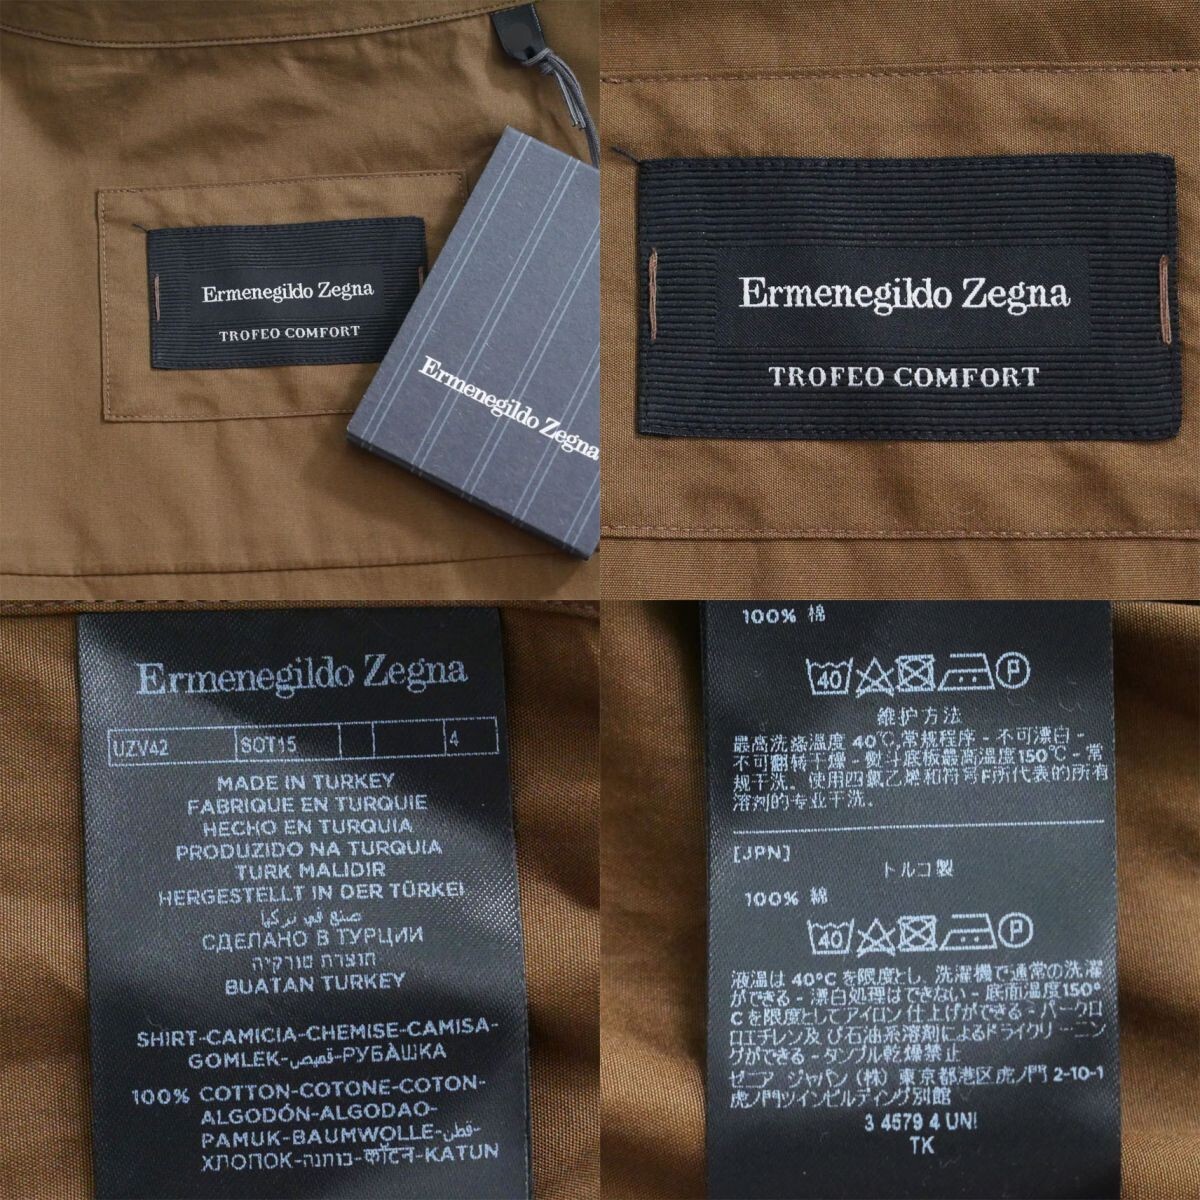 Ermenegildo Zegna
TROFEO COMFORT
Ermenegildo Zegna
Ermenegildo Zegna
TROFEO COMFORT
Ermenegildo Zegna
UZV42 SOT15 4
MADE IN TURKEY
FABRIQUE EN TURQUIE
HECHO EN TURQUIA
PRODUZIDO NA TURQUIA
TURK MALIDIR
HERGESTELLT IN DER TÜRKEI
صنع في تركيا
СДЕЛАНО В ТУРЦИИ
תוצרת טורקיה
BUATAN TURKEY
SHIRT-CAMICIA-CHEMISE-CAMISA-
GOMLEK-قميص-РУБАШКА
100% COTTON-COTONE-COTON-
ALGODÓN-ALGODAO-
PAMUK-BAUMWOLLE-قطن-
ХЛОПОК-כותנה-कॉटन-KATUN
100% 棉
40 P
维护方法
最高洗涤温度 40℃,常规程序 - 不可漂白 -
不可翻转干燥 - 熨斗底板最高温度150℃ - 常
规干洗。使用四氯乙烯和符号F所代表的所有
溶剂的专业干洗。
[JPN]
トルコ製
100% 綿
40 P
液温は 40℃ を限度とし、洗濯機で通常の洗濯
ができる - 漂白処理はできない - 底面温度150°
C を限度としてアイロン仕上げができる - パークロ
ロエチレン及び石油系溶剤によるドライクリーニン
グができる - タンブル乾燥禁止
ゼニア ジャパン (株) 東京都港区虎ノ門 2-10-1
虎ノ門ツインビルディング別館
3 4579 4 UNI
TK